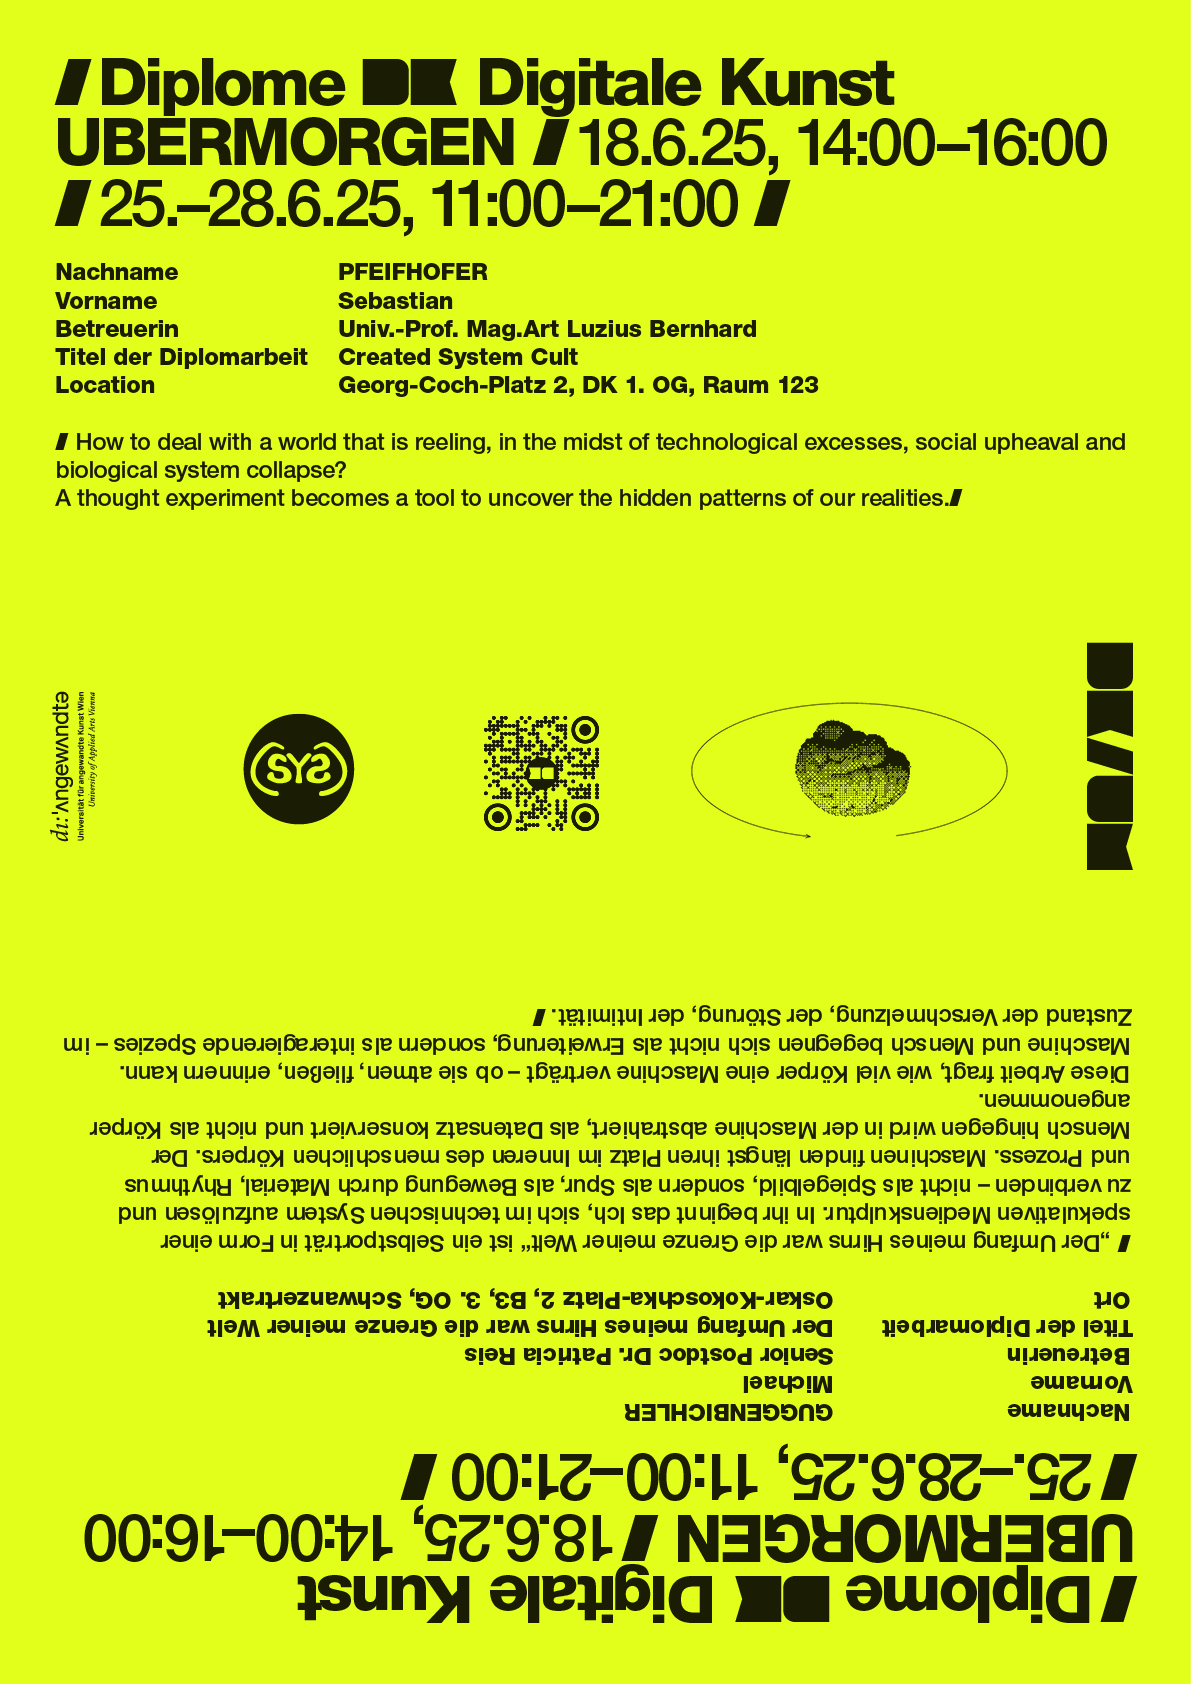 Diplome DK Digitale Kunst
UBERMORGEN / 18.6.25, 14:00–16:00
/ 25.–28.6.25, 11:00–21:00 /
Nachname PFEIFHOFER
Vorname Sebastian
Betreuerin Univ.-Prof. Mag.Art Luzius Bernhard
Titel der Diplomarbeit Created System Cult
Location Georg-Coch-Platz 2, DK 1. OG, Raum 123
/ How to deal with a world that is reeling, in the midst of technological excesses, social upheaval and
biological system collapse?
A thought experiment becomes a tool to uncover the hidden patterns of our realities./
dı:'ʌngewʌndtə
Universität für angewandte Kunst Wien
University of Applied Arts Vienna
SYS
DK/DK
/ Diplome DK Digitale Kunst
UBERMORGEN / 18.6.25, 14:00–16:00
/ 25.–28.6.25, 11:00–21:00 /
Nachname GUGGENBICHLER
Vorname Michael
Betreuerin Senior Postdoc Dr. Patricia Reis
Titel der Diplomarbeit Der Umfang meines Hirns war die Grenze meiner Welt
Ort Oskar-Kokoschka-Platz 2, B3, 3. OG, Schwanzertrakt
/ „Der Umfang meines Hirns war die Grenze meiner Welt“ ist ein Selbstporträt in Form einer
spekulativen Medienskulptur. In ihr beginnt das Ich, sich im technischen System aufzulösen und
zu verbinden – nicht als Spiegelbild, sondern als Spur, als Bewegung durch Material, Rhythmus
und Prozess. Maschinen finden längst ihren Platz im Inneren des menschlichen Körpers. Der
Mensch hingegen wird in der Maschine abstrahiert, als Datensatz konserviert und nicht als Körper
angenommen.
Diese Arbeit fragt, wie viel Körper eine Maschine verträgt – ob sie atmen, fließen, erinnern kann.
Maschine und Mensch begegnen sich nicht als Erweiterung, sondern als interagierende Spezies – im
Zustand der Verschmelzung, der Störung, der Intimität. /